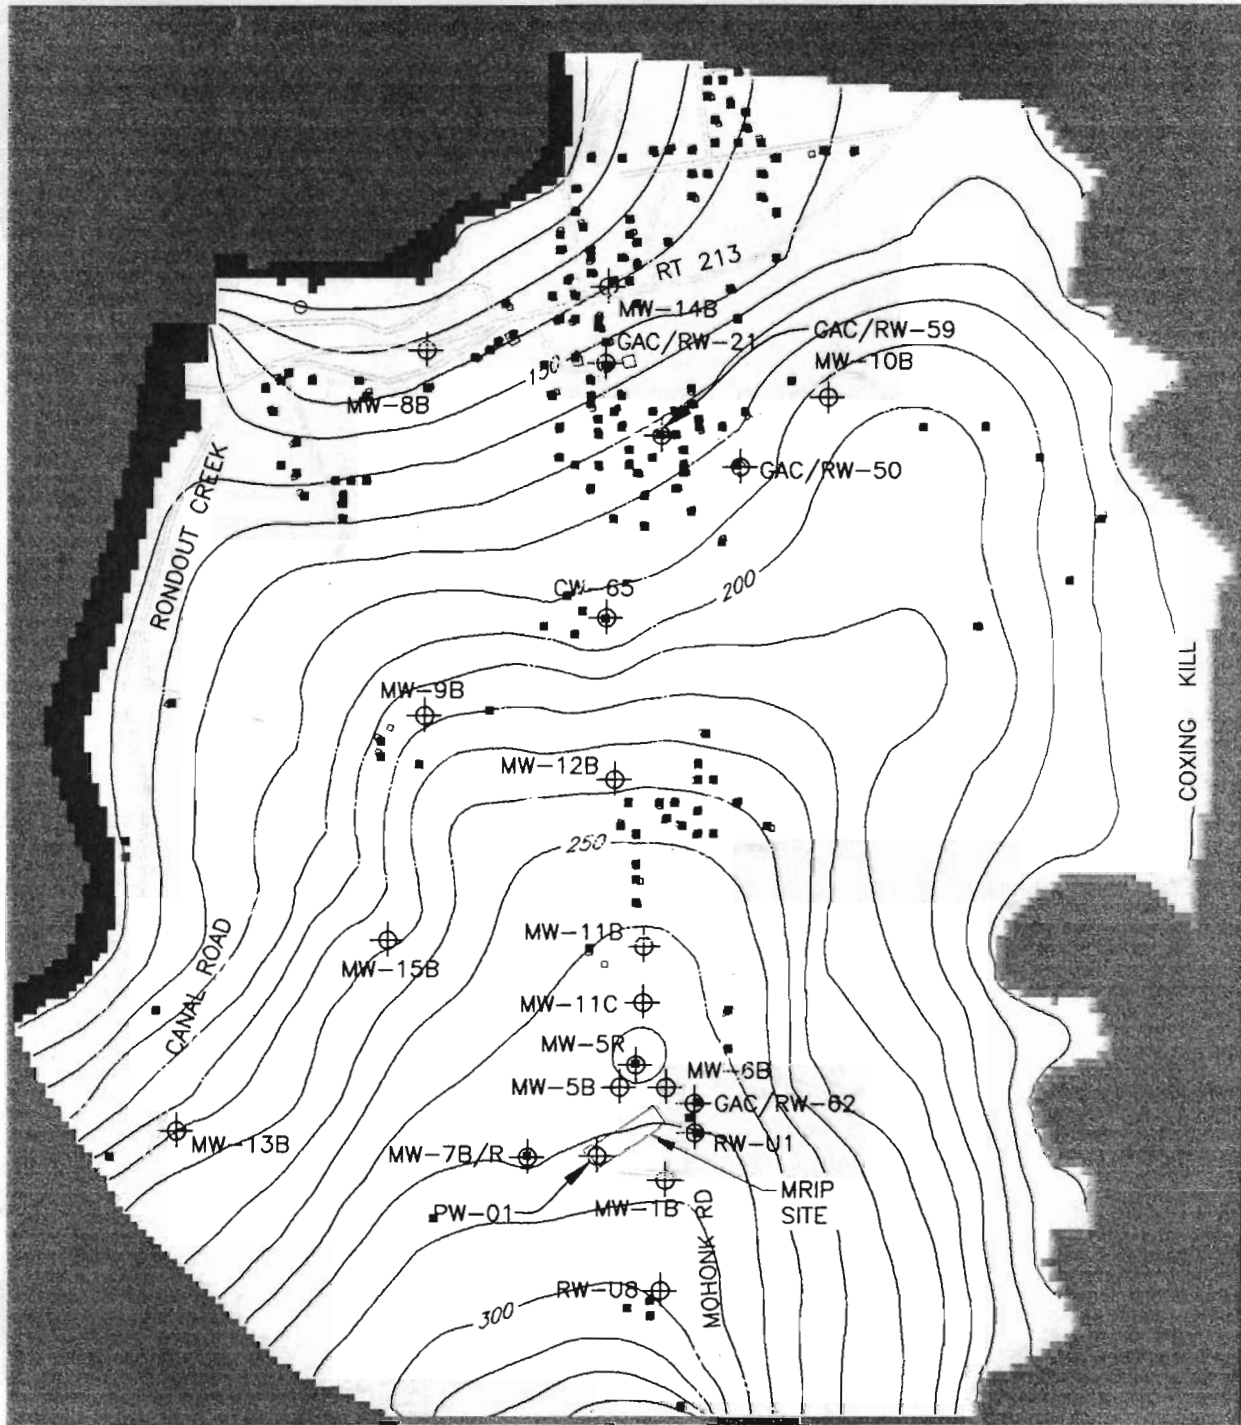 RT 213
MW-14B
GAC/RW-59
GAC/RW-21
MW-10B
150
MW-8B
GAC/RW-50
RONDOUT CREEK
200
CW-65
COXING KILL
MW-9B
MW-12B
250
MW-11B
MW-15B
CANAL ROAD
MW-11C
MW-5R
MW-6B
MW-5B
GAC/RW-62
MW-13B
RW-U1
MW-7B/R
MRIP
SITE
PW-01
MW-1B
MOHONK RD
RW-U8
300